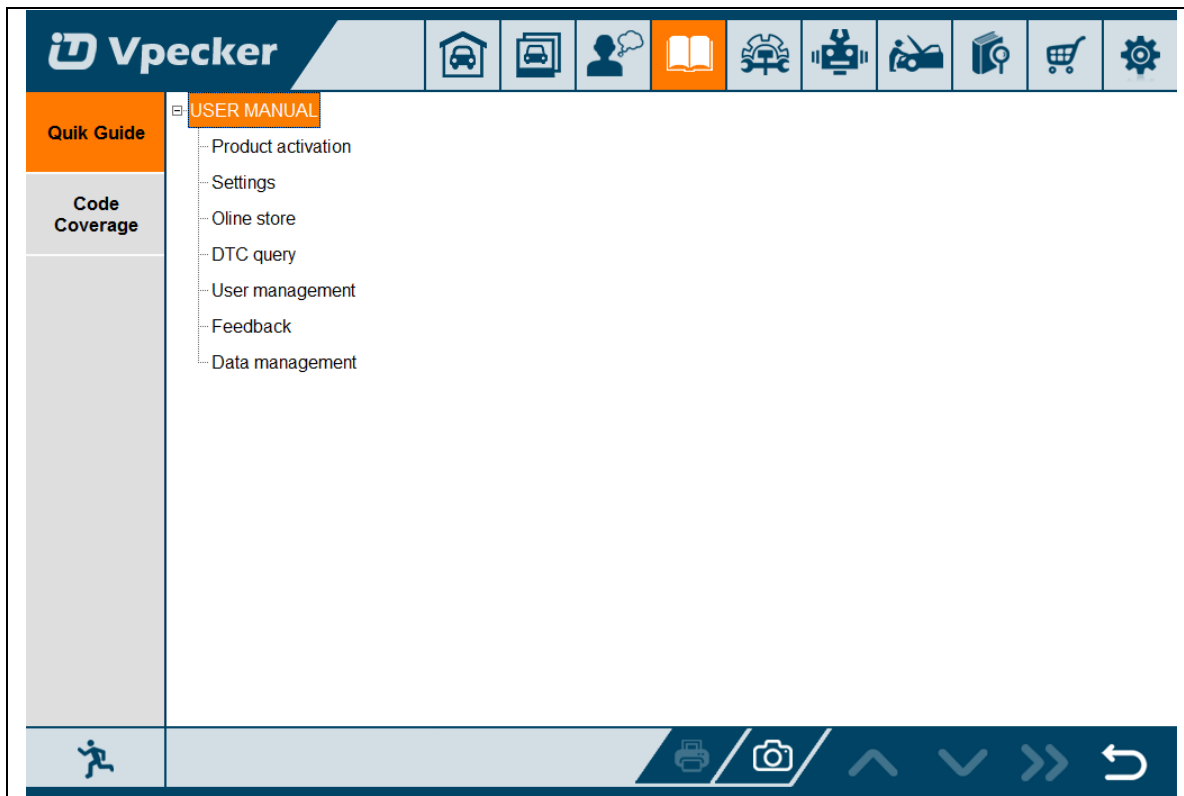 Vpecker
Quik Guide
Code
Coverage
USER MANUAL
Product activation
Settings
Oline store
DTC query
User management
Feedback
Data management